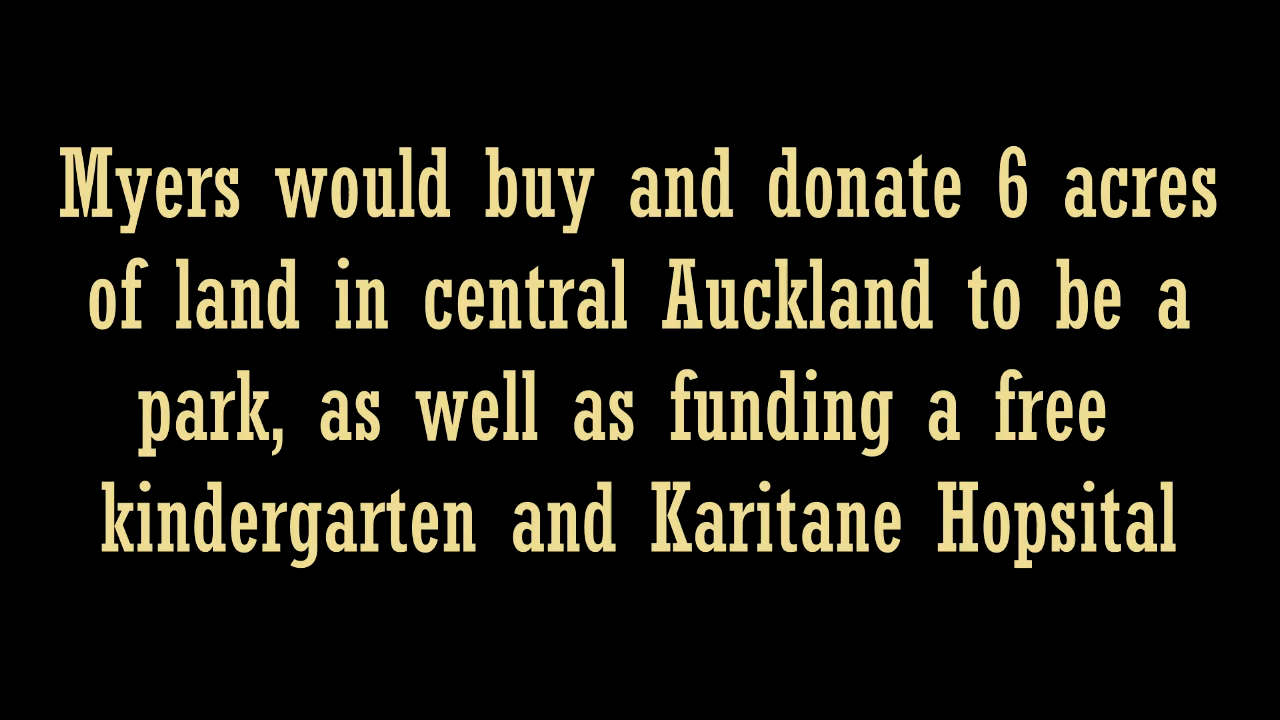 Myers would buy and donate 6 acres
of land in central Auckland to be a
park, as well as funding a free
kindergarten and Karitane Hopsital